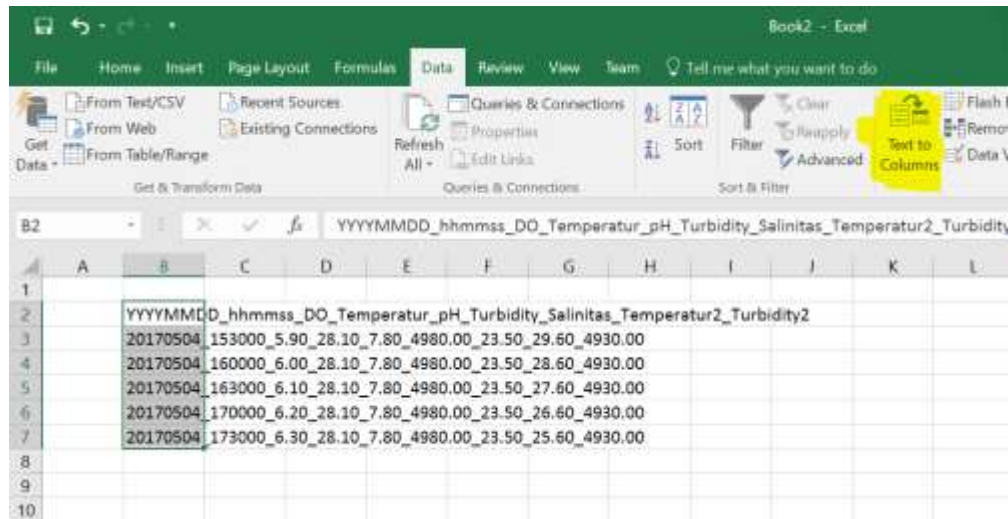 Book2 - Excel
File Home Insert Page Layout Formulas Data Review View Team Tell me what you want to do
From Text/CSV Recent Sources Queries & Connections Clear Flash
From Web Existing Connections Properties Reapply
Get Data From Table/Range Refresh All Edit Links Sort Filter Advanced Text to Columns Data
Get & Transform Data Queries & Connections Sort & Filter
B2 fx YYYYMMDD_hhmmss_DO_Temperatur_pH_Turbidity_Salinitas_Temperatur2_Turbidity
A B C D E F G H I J K L
1
2 YYYYMMDD_hhmmss_DO_Temperatur_pH_Turbidity_Salinitas_Temperatur2_Turbidity2
3 20170504_153000_5.90_28.10_7.80_4980.00_23.50_29.60_4930.00
4 20170504_160000_6.00_28.10_7.80_4980.00_23.50_28.60_4930.00
5 20170504_163000_6.10_28.10_7.80_4980.00_23.50_27.60_4930.00
6 20170504_170000_6.20_28.10_7.80_4980.00_23.50_26.60_4930.00
7 20170504_173000_6.30_28.10_7.80_4980.00_23.50_25.60_4930.00
8
9
10